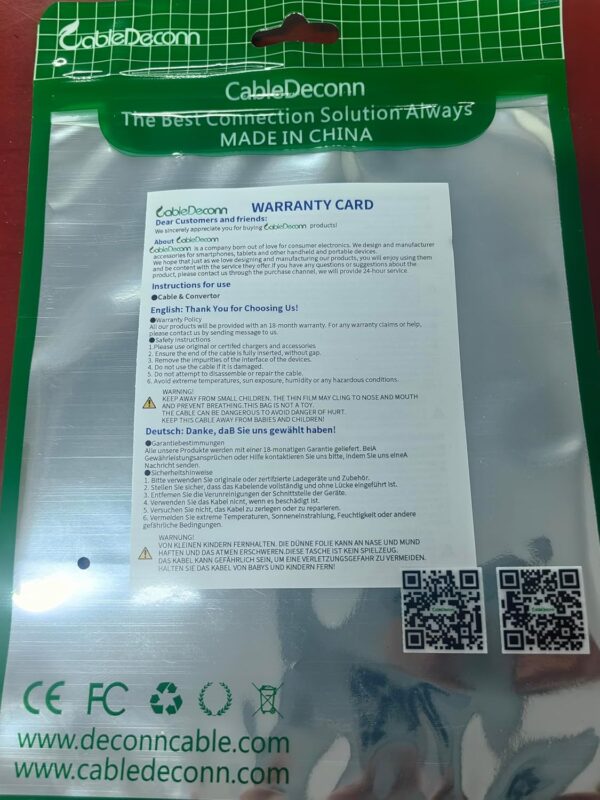 CableDeconn
CableDeconn
The Best Connection Solution Always
MADE IN CHINA
CableDeconn WARRANTY CARD
Dear Customers and friends:
We sincerely appreciate you for buying CableDeconn products!
About CableDeconn
CableDeconn is a company born out of love for consumer electronics. We design and manufacturer
accessories for smartphones, tablets and other handheld and portable devices.
We hope that just as we love designing and manufacturing our products, you will enjoy using them
and be content with the service they offer.if you have any questions or suggestions about the
product, please contact us through the purchase channel, we will provide 24-hour service
Instructions for use
●Cable & Convertor
English: Thank You for Choosing Us!
●Warranty Policy
All our products will be provided with an 18-month warranty. For any warranty claims or help,
please contact us by sending message to us.
●Safety Instructions
1.Please use original or certifed chargers and accessories
2. Ensure the end of the cable is fully inserted, without gap.
3. Remove the impurities of the interface of the devices.
4. Do not use the cable if it is damaged.
5. Do not attempt to disassemble or repair the cable.
6. Avoid extreme temperatures, sun exposure, humidity or any hazardous conditions.
WARNING!
KEEP AWAY FROM SMALL CHILDREN. THE THIN FILM MAY CLING TO NOSE AND MOUTH
AND PREVENT BREATHING.THIS BAG IS NOT A TOY.
THE CABLE CAN BE DANGEROUS TO AVOID DANGER OF HURT.
KEEP THIS CABLE AWAY FROM BABIES AND CHILDREN!
Deutsch: Danke, daB Sie uns gewählt haben!
●Garantiebestimmungen
Alle unsere Produkte werden mit einer 18-monatigen Garantie geliefert. BeiA
Gewährleistungsansprüchen oder Hilfe kontaktieren Sie uns bitte, indem Sie uns eineA
Nachricht senden.
●Sicherheitshinweise
1. Bitte verwenden Sie originale oder zertifizierte Ladegeräte und Zubehör.
2. Stellen Sie sicher, dass das Kabelende vollständig und ohne Lücke eingeführt ist.
3. Entfernen Sie die Verunreinigungen der Schnittstelle der Geräte.
4. Verwenden Sie das Kabel nicht, wenn es beschädigt ist.
5. Versuchen Sie nicht, das Kabel zu zerlegen oder zu reparieren.
6. Vermeiden Sie extreme Temperaturen, Sonneneinstrahlung, Feuchtigkeit oder andere
gefährliche Bedingungen.
WARNUNG!
VON KLEINEN KINDERN FERNHALTEN. DIE DÜNNE FOLIE KANN AN NASE UND MUND
HAFTEN UND DAS ATMEN ERSCHWEREN.DIESE TASCHE IST KEIN SPIELZEUG.
DAS KABEL KANN GEFÄHRLICH SEIN, UM EINE VERLETZUNGSGEFAHR ZU VERMEIDEN.
HALTEN SIE DAS KABEL VON BABYS UND KINDERN FERN!
CableDeconn CableDeconn
CE FC
www.deconncable.com
www.cabledeconn.com